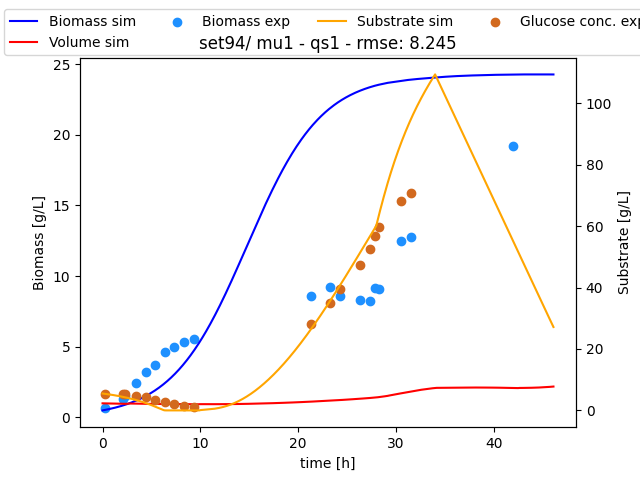 Biomass sim Biomass exp Substrate sim Glucose conc. exp
Volume sim
set94/ mu1 - qs1 - rmse: 8.245
25
20
15
10
5
0
Biomass [g/L]
100
80
60
40
20
0
Substrate [g/L]
0 10 20 30 40
time [h]